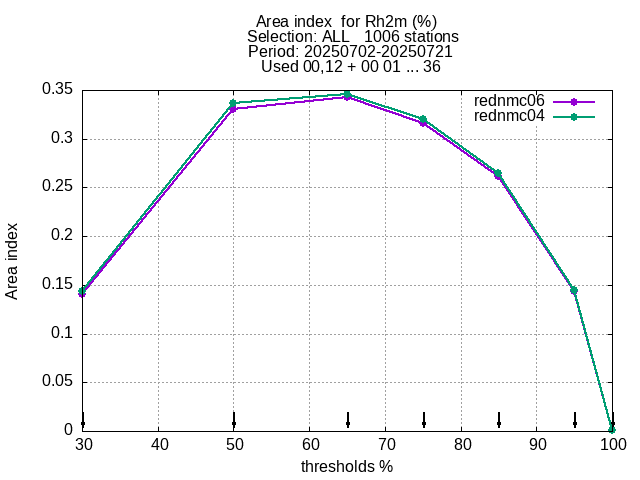 Area index  for Rh2m (%)
Selection: ALL   1006 stations
Period: 20250702-20250721
Used 00,12 + 00 01 ... 36
rednmc06
rednmc04
0.35
0.3
0.25
0.2
0.15
0.1
0.05
0
Area index
30 40 50 60 70 80 90 100
thresholds %